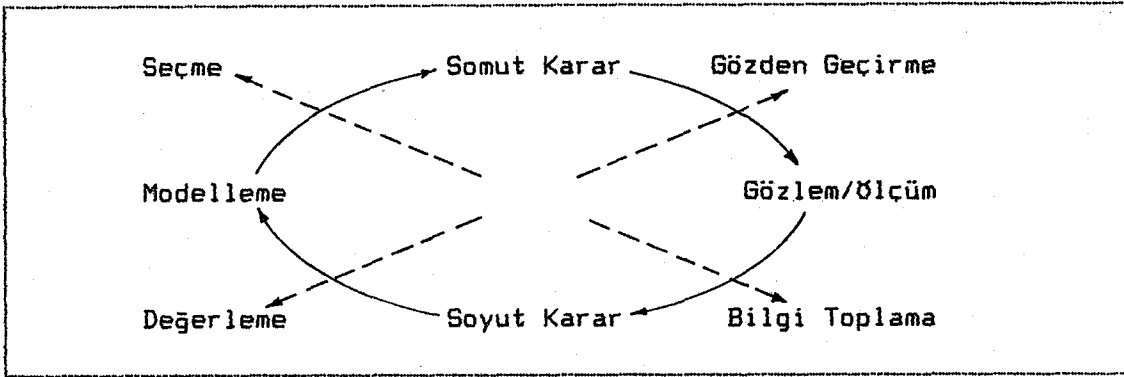 Seçme Somut Karar Gözden Geçirme
Modelleme Gözlem/Ölçüm
Değerleme Soyut Karar Bilgi Toplama